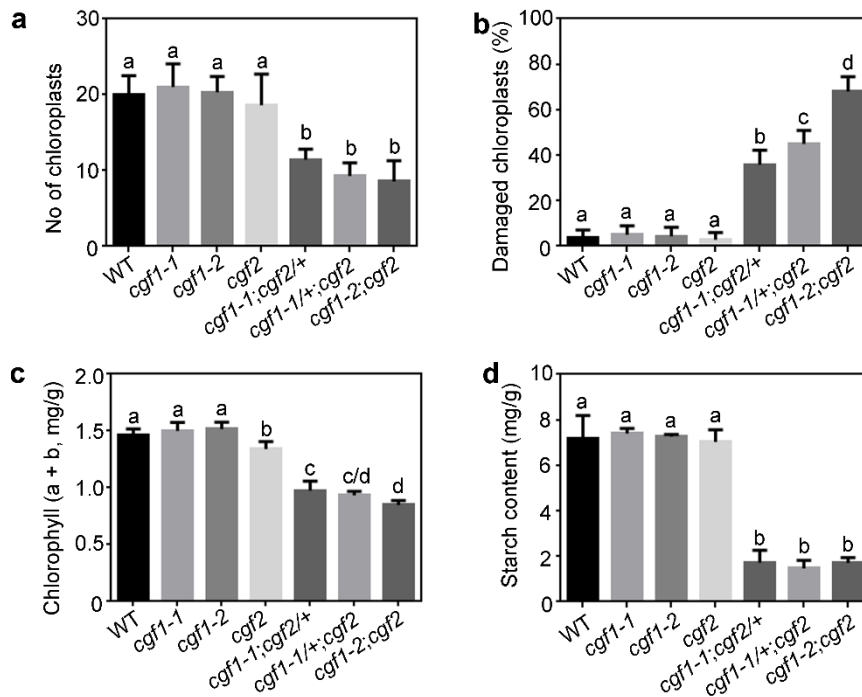 a
No of chloroplasts
30
20
10
0
a a a a b b b
WT cgf1-1 cgf1-2 cgf2 cgf1-1;cgf2/+ cgf1-1/+;cgf2 cgf1-2;cgf2
b
Damaged chloroplasts (%)
100
80
60
40
20
0
a a a a b c d
WT cgf1-1 cgf1-2 cgf2 cgf1-1;cgf2/+ cgf1-1/+;cgf2 cgf1-2;cgf2
c
Chlorophyll (a + b, mg/g)
2.0
1.5
1.0
0.5
0
a a a b c c/d d
WT cgf1-1 cgf1-2 cgf2 cgf1-1;cgf2/+ cgf1-1/+;cgf2 cgf1-2;cgf2
d
Starch content (mg/g)
10
8
6
4
2
0
a a a a b b b
WT cgf1-1 cgf1-2 cgf2 cgf1-1;cgf2/+ cgf1-1/+;cgf2 cgf1-2;cgf2